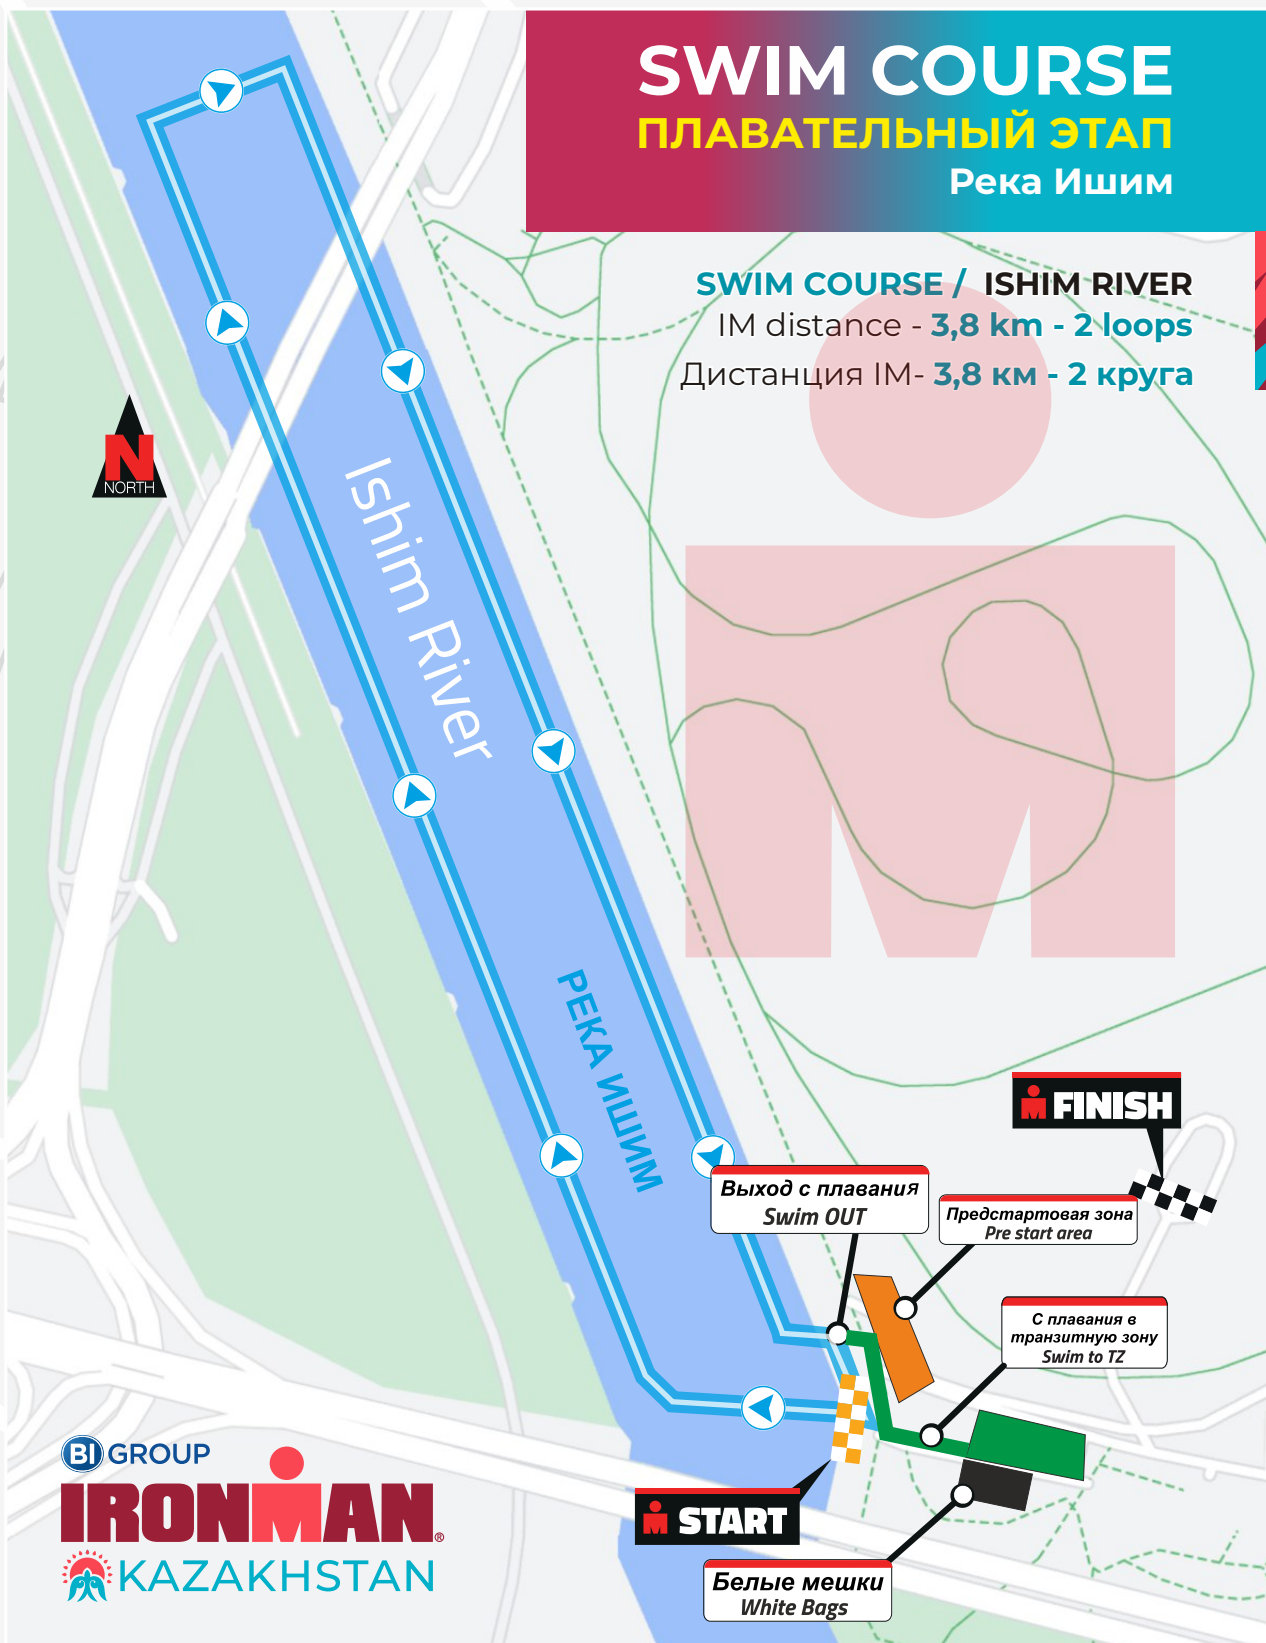 SWIM COURSE
ПЛАВАТЕЛЬНЫЙ ЭТАП
Река Ишим
SWIM COURSE / ISHIM RIVER
IM distance - 3,8 km - 2 loops
Дистанция IM- 3,8 км - 2 круга
N
NORTH
Ishim River
РЕКА ИШИМ
FINISH
Выход с плавания
Swim OUT
Предстартовая зона
Pre start area
С плавания в
транзитную зону
Swim to TZ
START
Белые мешки
White Bags
BI GROUP
IRONMAN®
KAZAKHSTAN